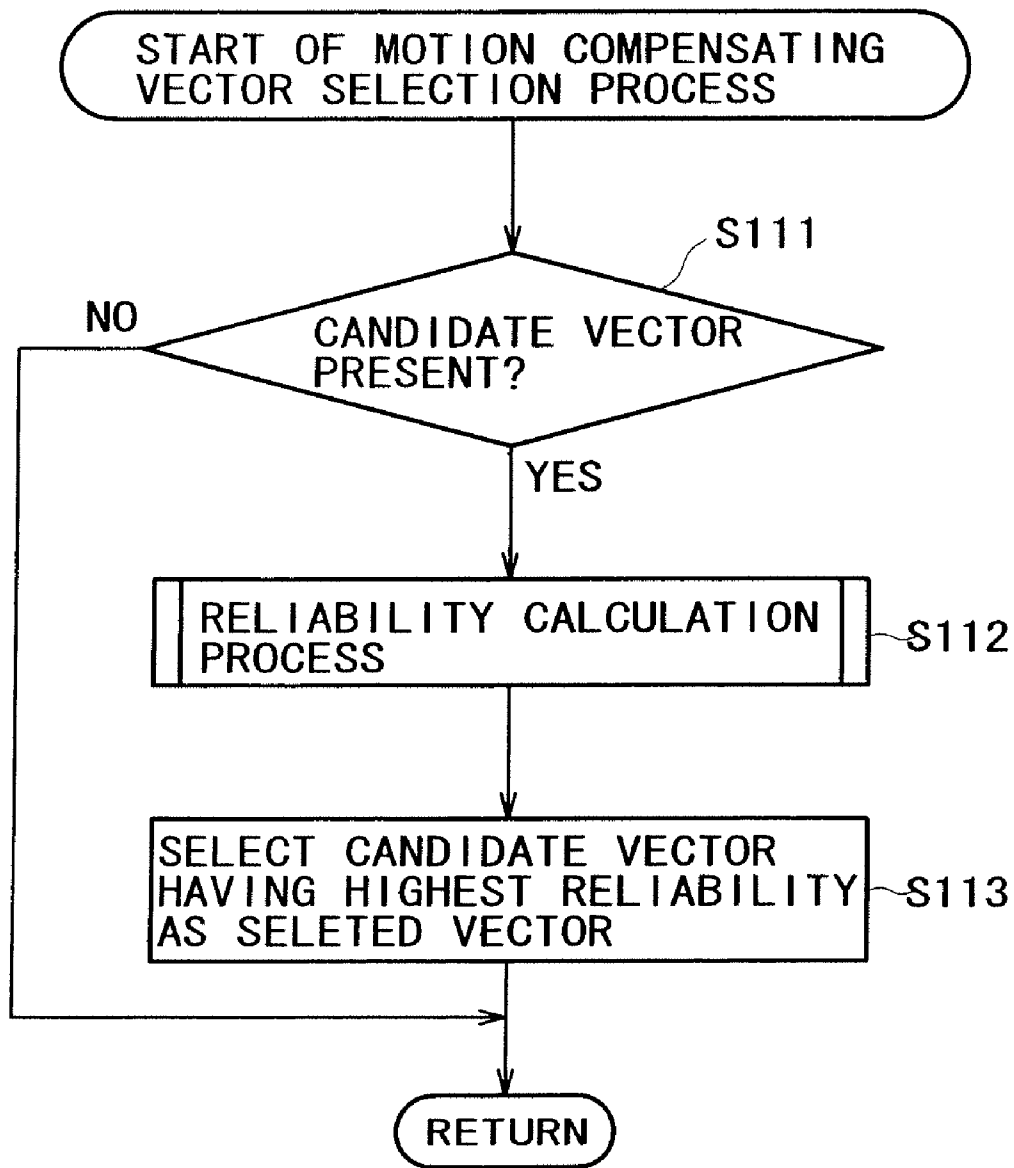 START OF MOTION COMPENSATING
VECTOR SELECTION PROCESS
S111
NO
CANDIDATE VECTOR
PRESENT?
YES
RELIABILITY CALCULATION
PROCESS
S112
SELECT CANDIDATE VECTOR
HAVING HIGHEST RELIABILITY
AS SELETED VECTOR
S113
RETURN